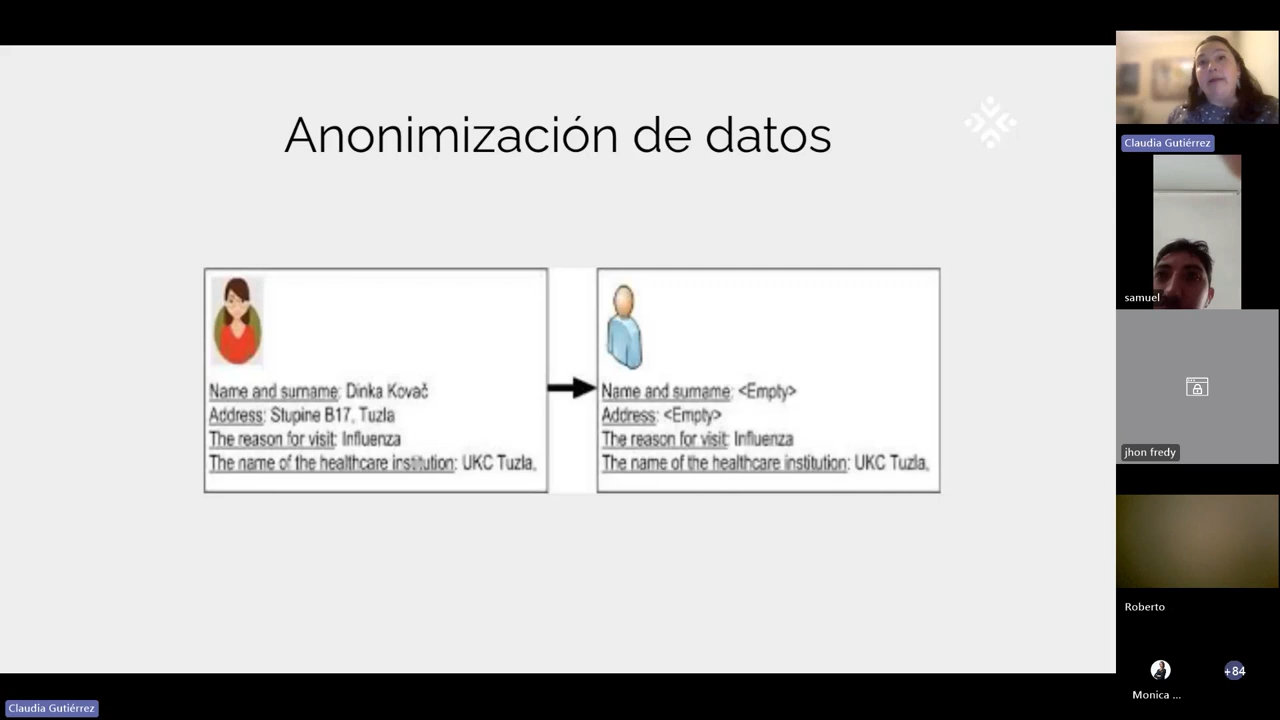 Anonimización de datos
Name and surname: Dinka Kovač
Address: Stupine B17, Tuzla
The reason for visit: Influenza
The name of the healthcare institution: UKC Tuzla,
Name and surname: <Empty>
Address: <Empty>
The reason for visit: Influenza
The name of the healthcare institution: UKC Tuzla,
Claudia Gutiérrez
samuel
jhon fredy
Roberto
Monica ...
+84
Claudia Gutiérrez